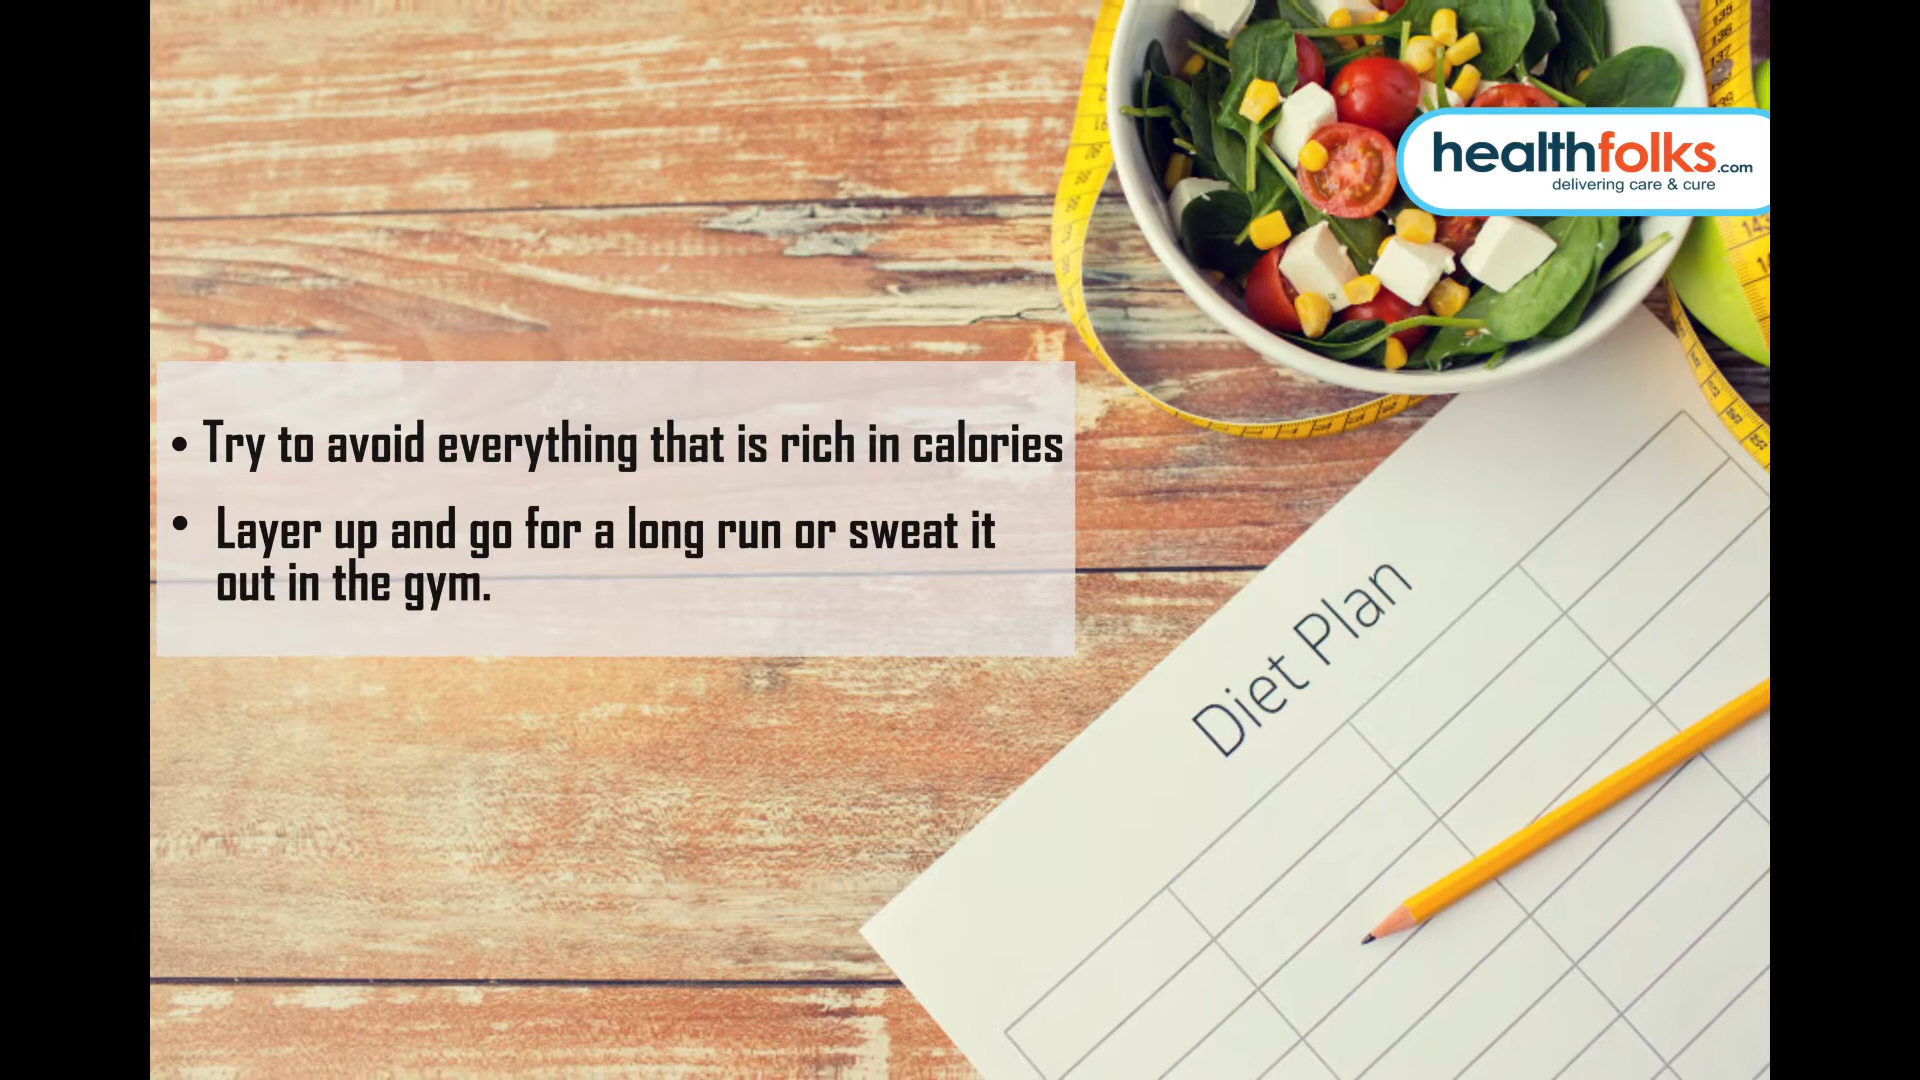 healthfolks.com
delivering care & cure
• Try to avoid everything that is rich in calories
• Layer up and go for a long run or sweat it
out in the gym.
Diet Plan